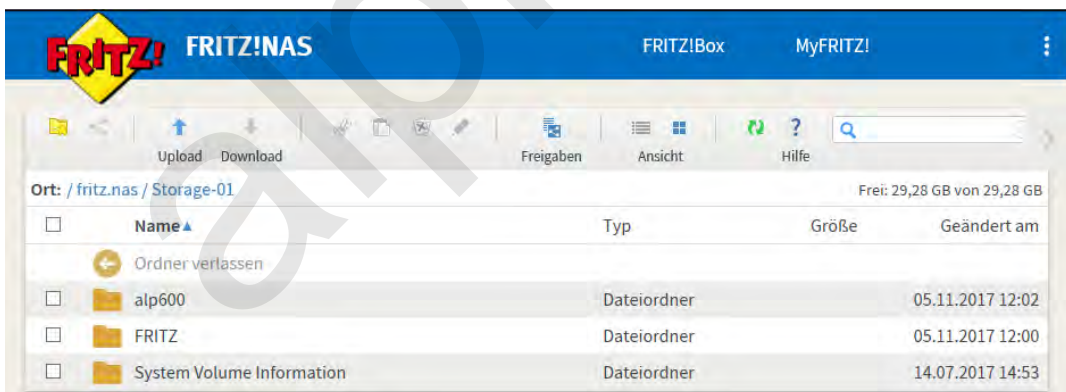 FRITZ! FRITZ!NAS FRITZ!Box MyFRITZ!
Upload Download Freigaben Ansicht ? Hilfe
Ort: / fritz.nas / Storage-01 Frei: 29,28 GB von 29,28 GB
Name Typ Größe Geändert am
Ordner verlassen
alp600 Dateiordner 05.11.2017 12:02
FRITZ Dateiordner 05.11.2017 12:00
System Volume Information Dateiordner 14.07.2017 14:53